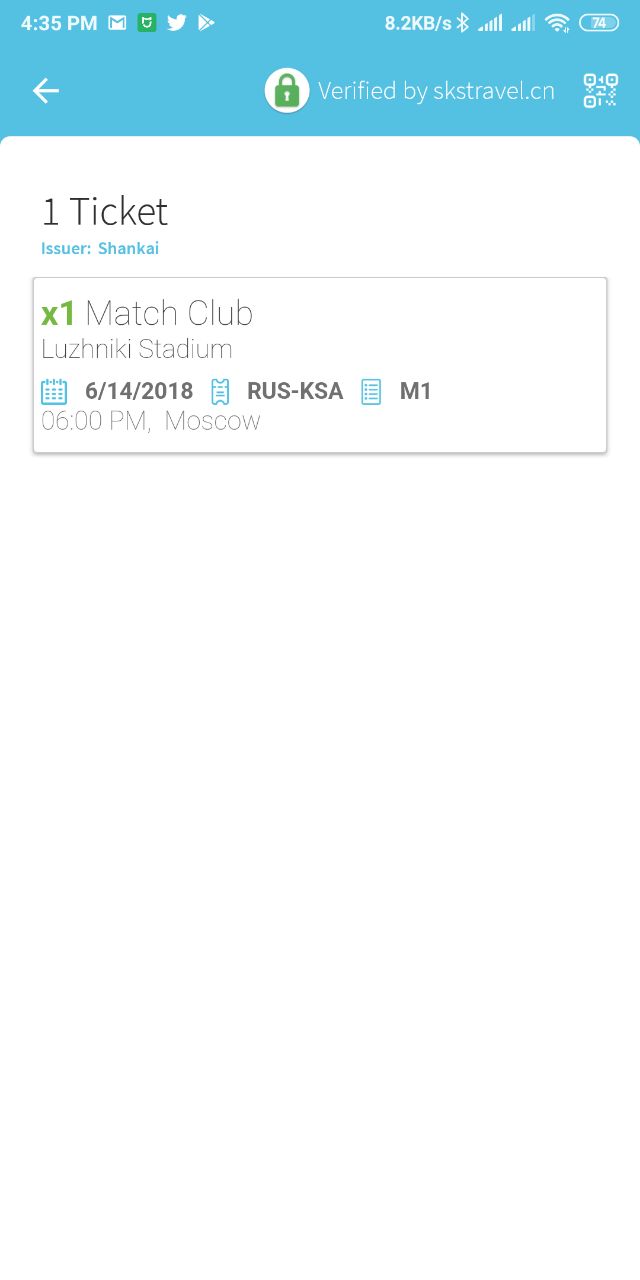 4:35 PM 8.2KB/s 74
Verified by skstravel.cn
1 Ticket
Issuer: Shankai
x1 Match Club
Luzhniki Stadium
6/14/2018 RUS-KSA M1
06:00 PM, Moscow